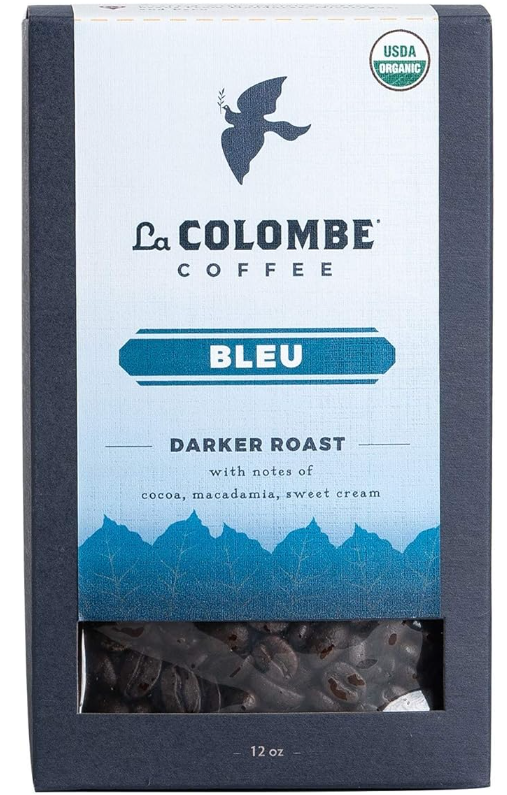 USDA
ORGANIC
La COLOMBE
COFFEE
BLEU
DARKER ROAST
with notes of
cocoa, macadamia, sweet cream
- 12 oz -